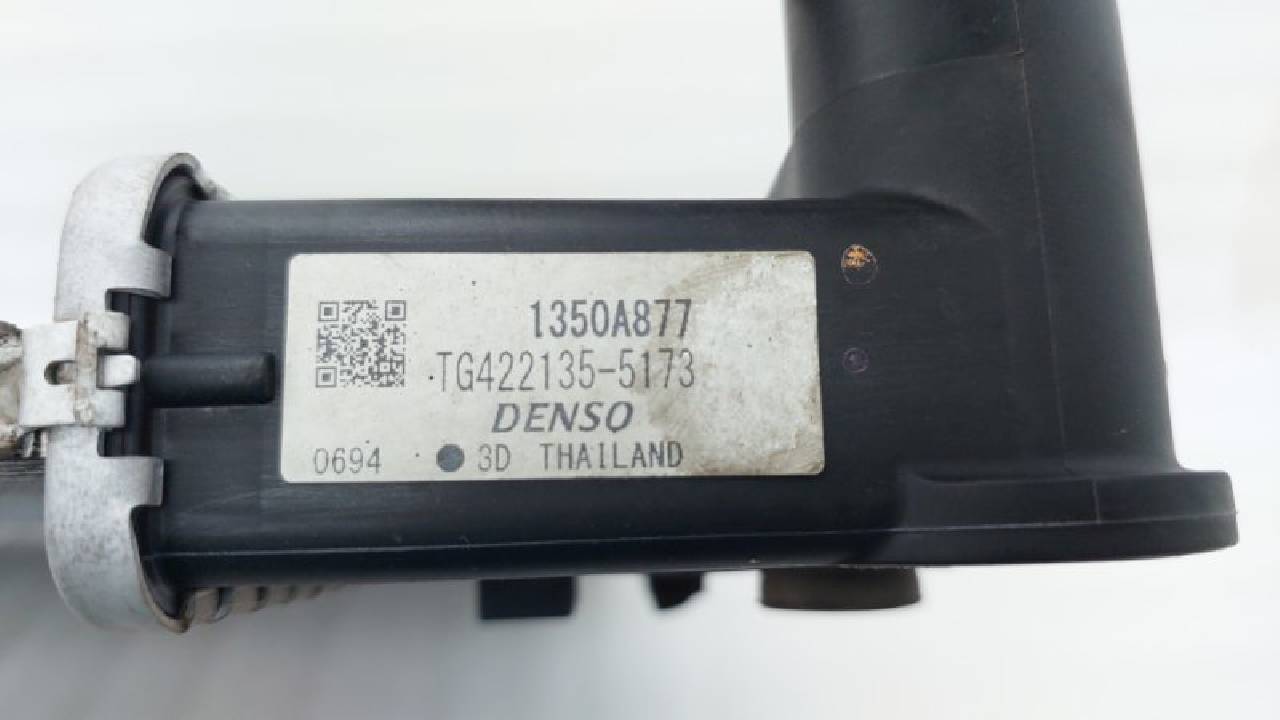 1350A877
TG422135-5173
DENSO
0694 ● 3D THAILAND